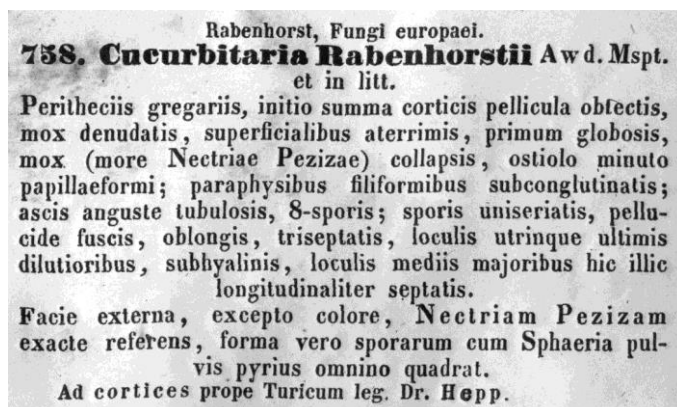 Rabenhorst, Fungi europaei.
758. Cucurbitaria Rabenhorstii Awd. Mspt.
et in litt.
Peritheciis gregariis, initio summa corticis pellicula obtectis,
mox denudatis, superficialibus aterrimis, primum globosis,
mox (more Nectriae Pezizae) collapsis, ostiolo minuto
papillaeformi; paraphysibus filiformibus subconglutinatis;
ascis anguste tubulosis, 8-sporis; sporis uniseriatis, pellu-
cide fuscis, oblongis, triseptatis, loculis utrinque ultimis
dilutioribus, subhyalinis, loculis mediis majoribus hic illic
longitudinaliter septatis.
Facie externa, excepto colore, Nectriam Pezizam
exacte referens, forma vero sporarum cum Sphaeria pul-
vis pyrius omnino quadrat.
Ad cortices prope Turicum leg. Dr. Hepp.